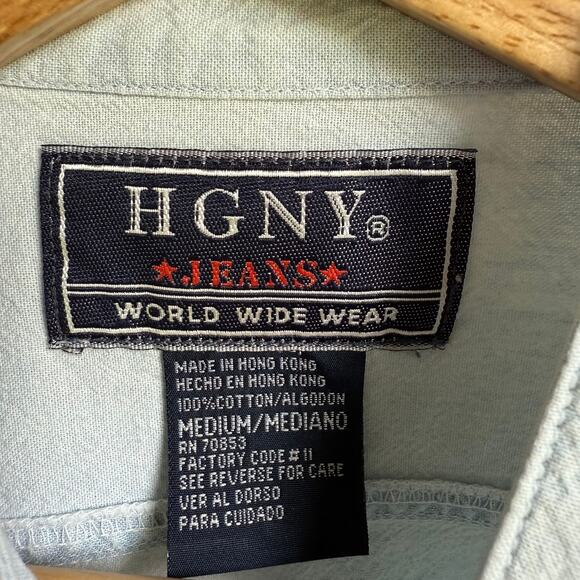 HGNY®
★JEANS★
WORLD WIDE WEAR
MADE IN HONG KONG
HECHO EN HONG KONG
100%COTTON/ALGODON
MEDIUM/MEDIANO
RN 70853
FACTORY CODE #11
SEE REVERSE FOR CARE
VER AL DORSO
PARA CUIDADO